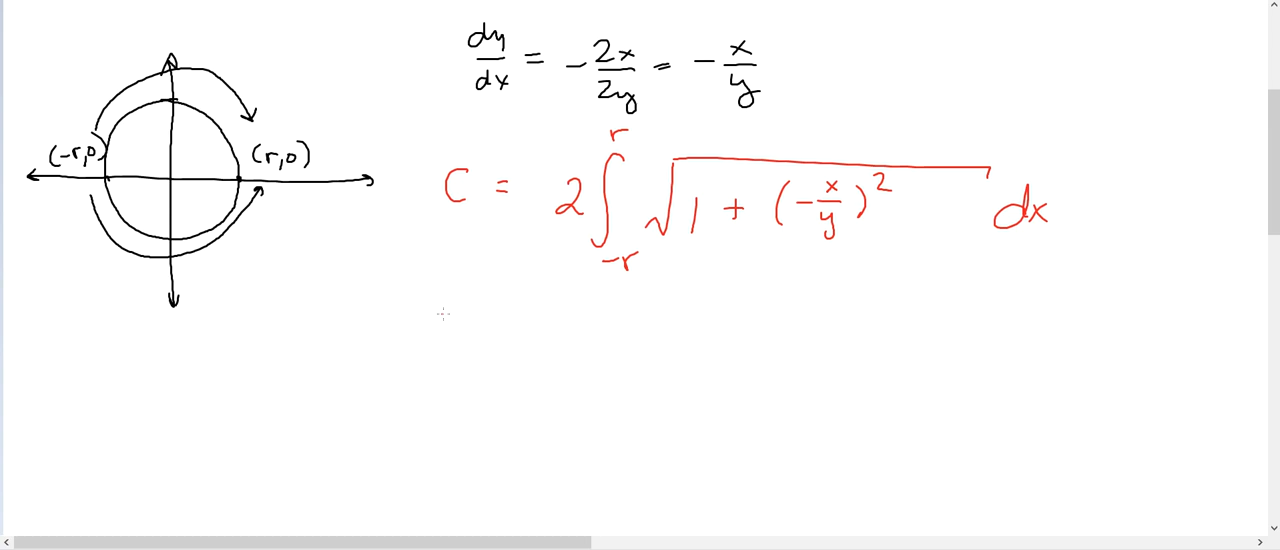 dy/dx = -2x/2y = -x/y
(-r,0) (r,0)
C = 2∫_{-r}^{r} √(1 + (-x/y)²) dx